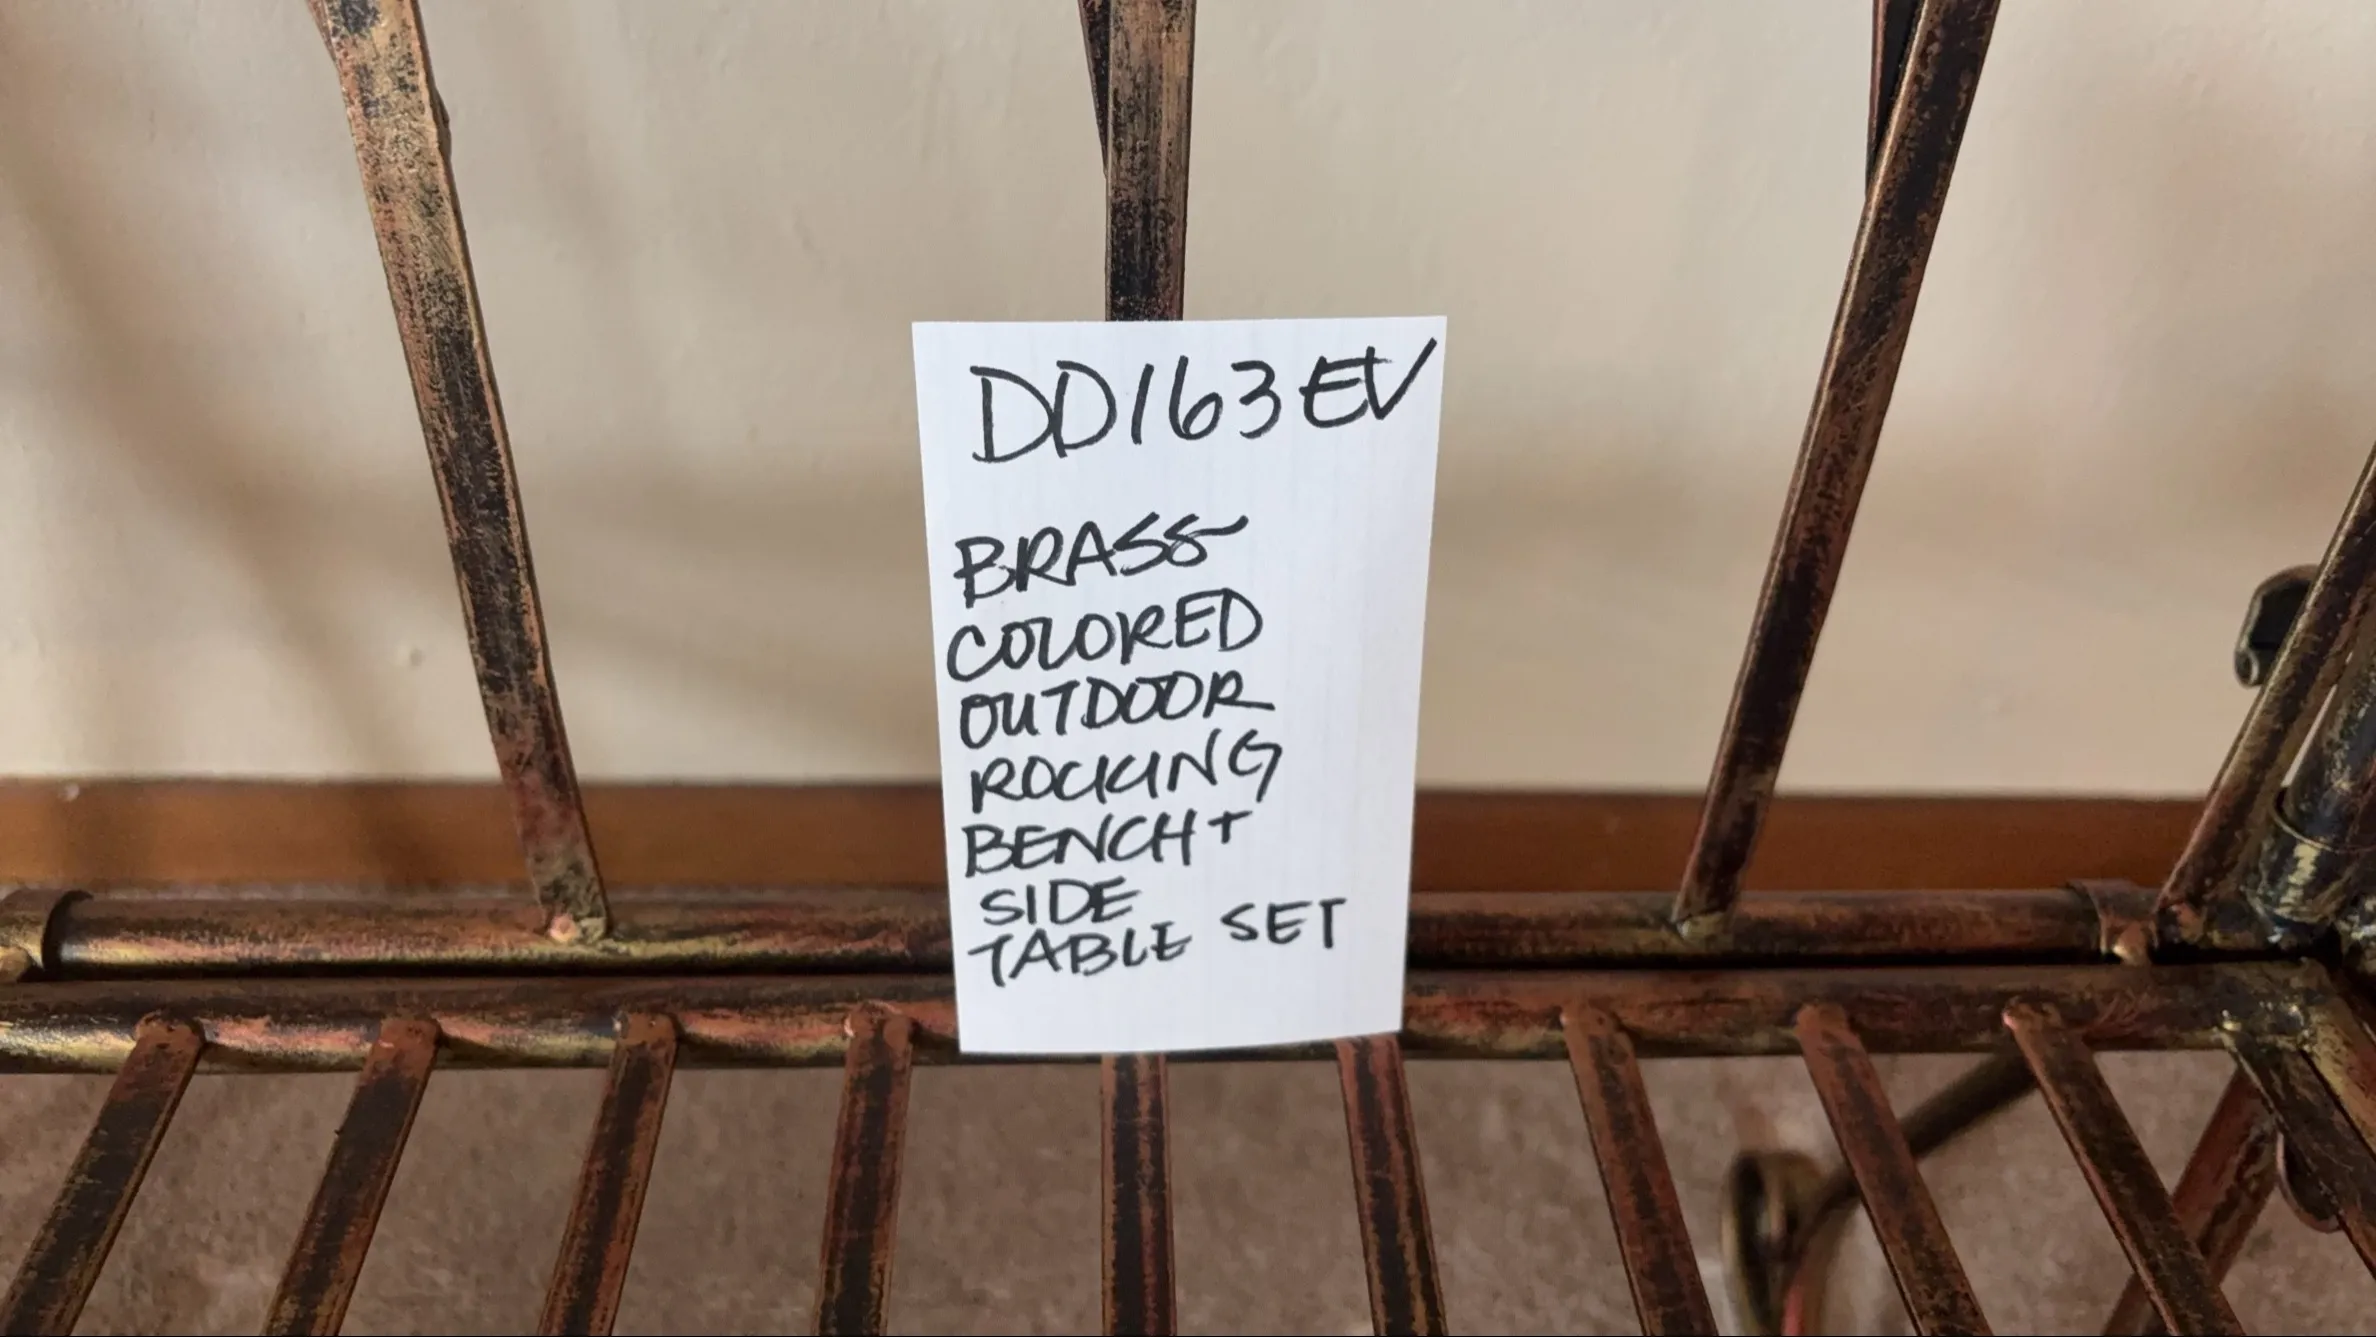 DD163EV
BRASS-
COLORED
OUTDOOR
ROCKING
BENCH +
SIDE
TABLE SET